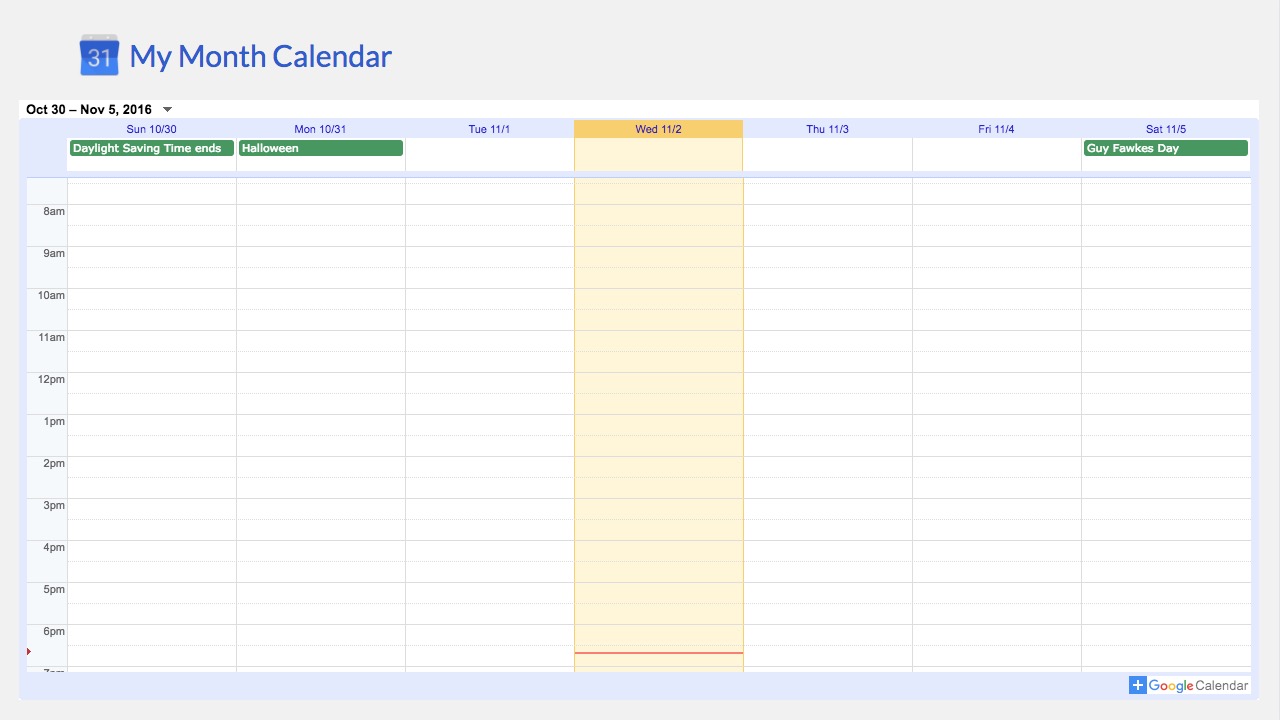 31 My Month Calendar
Oct 30 – Nov 5, 2016
Sun 10/30 Mon 10/31 Tue 11/1 Wed 11/2 Thu 11/3 Fri 11/4 Sat 11/5
Daylight Saving Time ends Halloween Guy Fawkes Day
8am
9am
10am
11am
12pm
1pm
2pm
3pm
4pm
5pm
6pm
Google Calendar